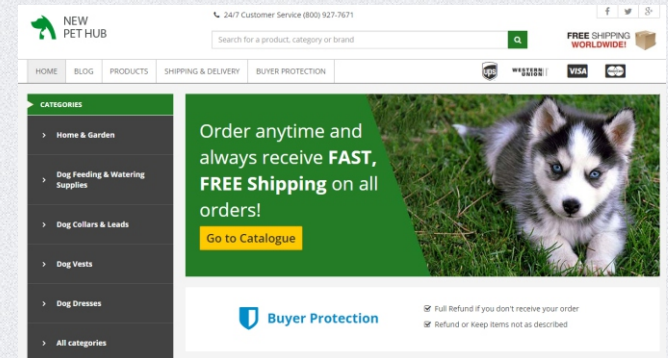 NEW
PET HUB
24/7 Customer Service (800) 927-7671
Search for a product, category or brand
FREE SHIPPING
WORLDWIDE!
HOME
BLOG
PRODUCTS
SHIPPING & DELIVERY
BUYER PROTECTION
ups
WESTERN
UNION
VISA
CATEGORIES
Home & Garden
Dog Feeding & Watering
Supplies
Dog Collars & Leads
Dog Vests
Dog Dresses
All categories
Order anytime and
always receive FAST,
FREE Shipping on all
orders!
Go to Catalogue
Buyer Protection
Full Refund if you don't receive your order
Refund or Keep items not as described